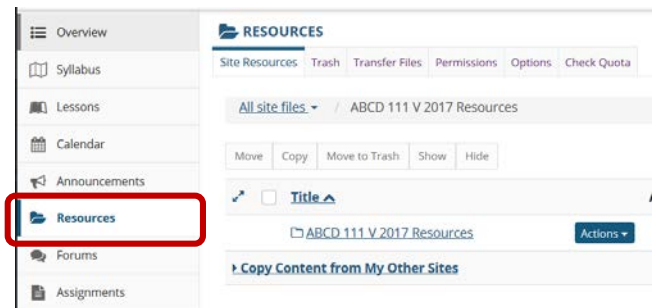 Overview
Syllabus
Lessons
Calendar
Announcements
Resources
Forums
Assignments
RESOURCES
Site Resources Trash Transfer Files Permissions Options Check Quota
All site files / ABCD 111 V 2017 Resources
Move Copy Move to Trash Show Hide
Title
ABCD 111 V 2017 Resources Actions
Copy Content from My Other Sites